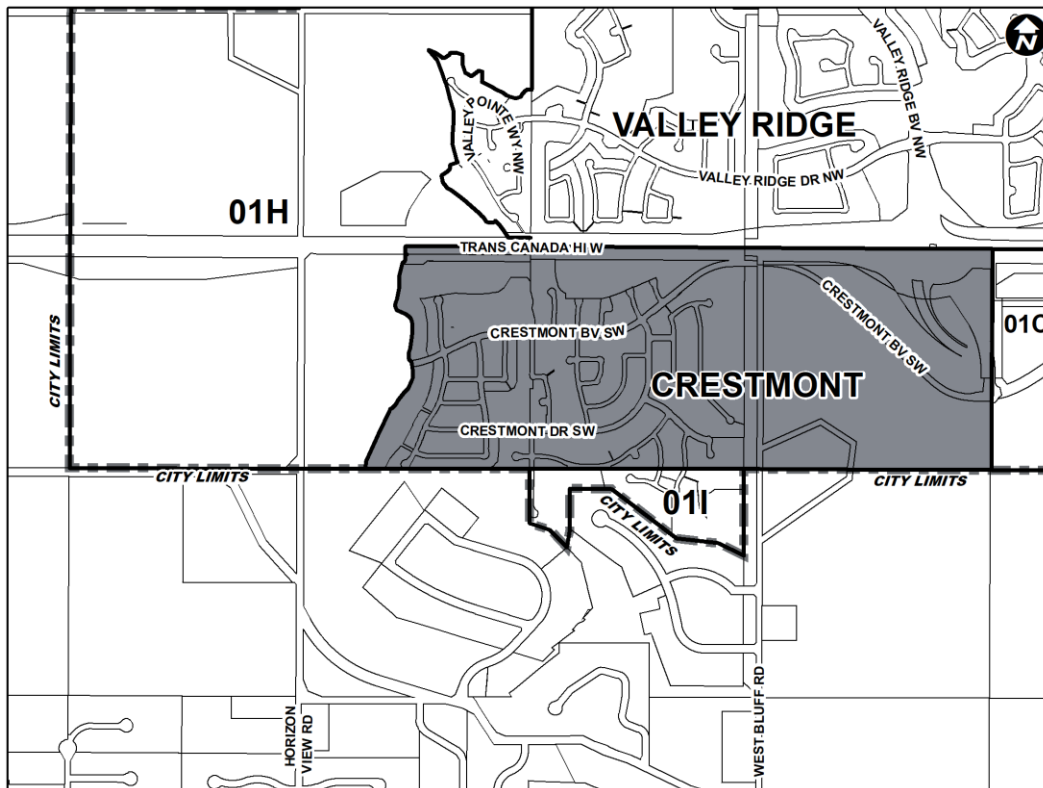 N
VALLEY RIDGE BV NW
VALLEY POINTE WY NW
VALLEY RIDGE
VALLEY RIDGE DR NW
01H
TRANS CANADA HI W
CRESTMONT BV SW
CRESTMONT BV SW
01C
CITY LIMITS
CRESTMONT
CRESTMONT DR SW
CITY LIMITS
CITY LIMITS
01I
CITY LIMITS
HORIZON
VIEW RD
WEST BLUFF RD